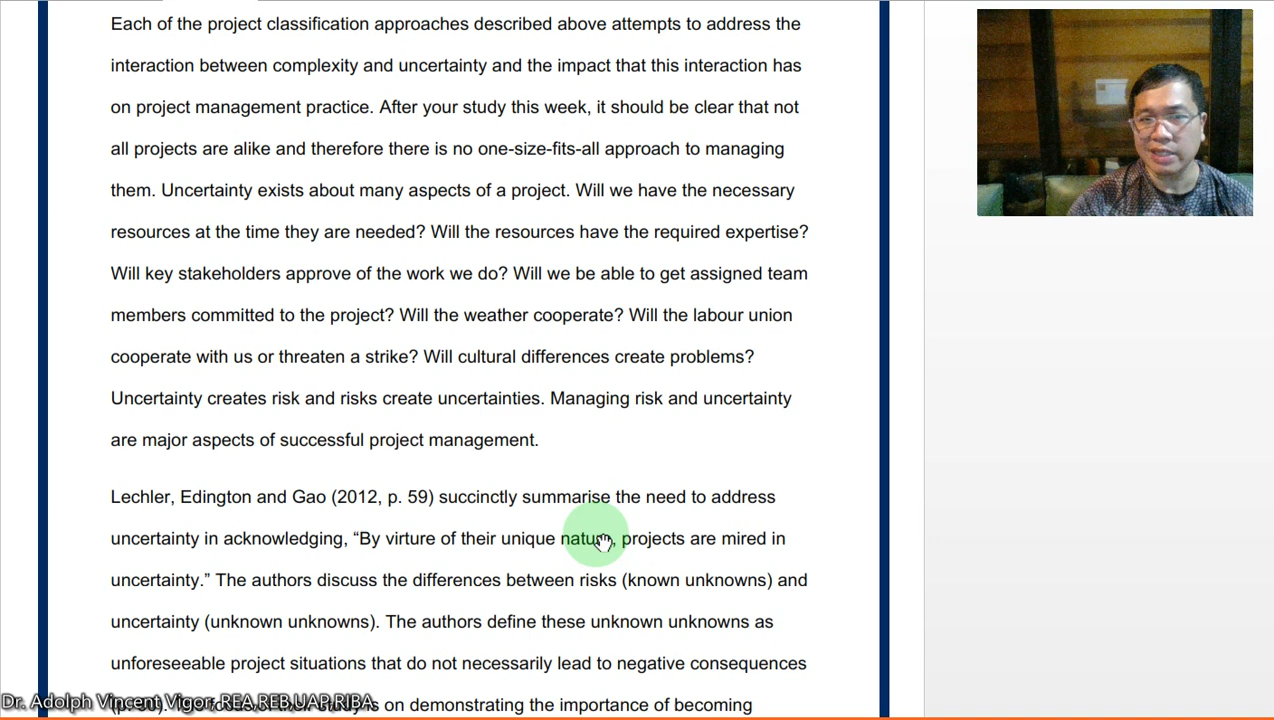 Each of the project classification approaches described above attempts to address the
interaction between complexity and uncertainty and the impact that this interaction has
on project management practice. After your study this week, it should be clear that not
all projects are alike and therefore there is no one-size-fits-all approach to managing
them. Uncertainty exists about many aspects of a project. Will we have the necessary
resources at the time they are needed? Will the resources have the required expertise?
Will key stakeholders approve of the work we do? Will we be able to get assigned team
members committed to the project? Will the weather cooperate? Will the labour union
cooperate with us or threaten a strike? Will cultural differences create problems?
Uncertainty creates risk and risks create uncertainties. Managing risk and uncertainty
are major aspects of successful project management.
Lechler, Edington and Gao (2012, p. 59) succinctly summarise the need to address
uncertainty in acknowledging, “By virture of their unique nature, projects are mired in
uncertainty.” The authors discuss the differences between risks (known unknowns) and
uncertainty (unknown unknowns). The authors define these unknown unknowns as
unforeseeable project situations that do not necessarily lead to negative consequences
is on demonstrating the importance of becoming
Dr. Adolph Vincent Vigor, REA,REB,UAP,RIBA